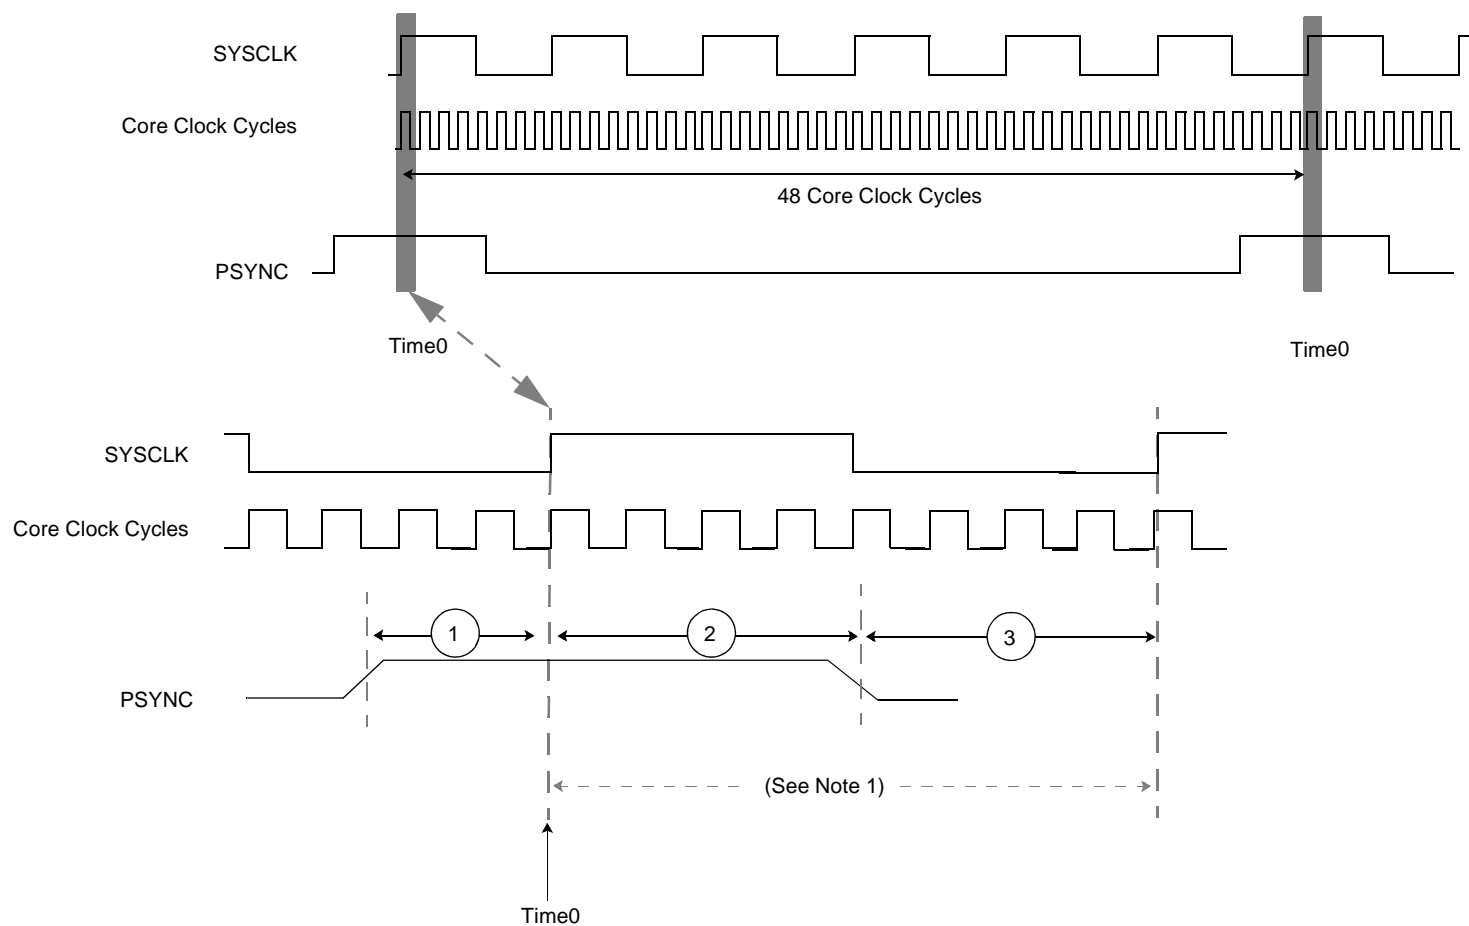 SYSCLK
Core Clock Cycles
48 Core Clock Cycles
PSYNC
Time0
Time0
SYSCLK
Core Clock Cycles
1
2
3
PSYNC
(See Note 1)
Time0